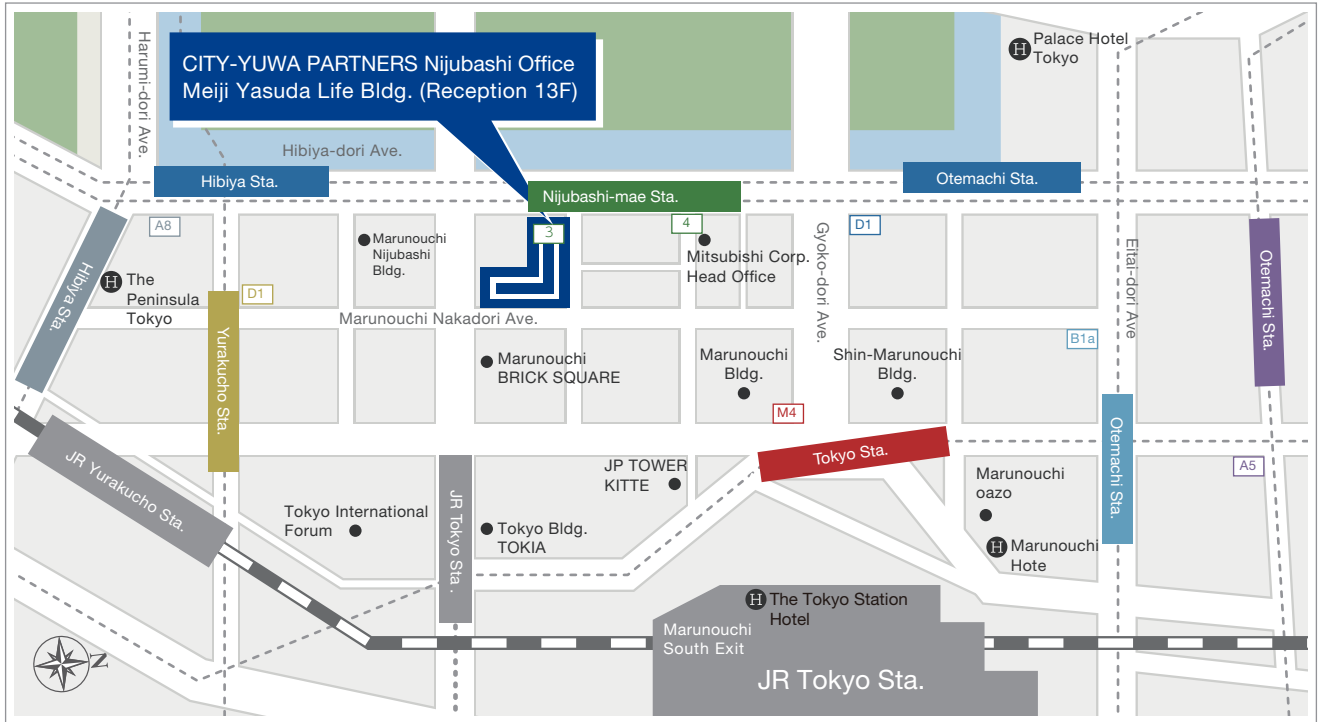 Harumi-dori Ave.
CITY-YUWA PARTNERS Nijubashi Office
Meiji Yasuda Life Bldg. (Reception 13F)
H
Palace Hotel
Tokyo
Hibiya-dori Ave.
Hibiya Sta.
Nijubashi-mae Sta.
Otemachi Sta.
A8
3
4
D1
Marunouchi
Nijubashi
Bldg.
Mitsubishi Corp.
Head Office
Gyoko-dori Ave.
Eitai-dori Ave
Otemachi Sta.
Hibiya Sta.
H
The
Peninsula
Tokyo
D1
Yurakucho Sta.
Marunouchi Nakadori Ave.
B1a
Marunouchi
BRICK SQUARE
Marunouchi
Bldg.
Shin-Marunouchi
Bldg.
M4
Otemachi Sta.
JR Yurakucho Sta.
Tokyo Sta.
JP TOWER
KITTE
A5
Marunouchi
oazo
JR Tokyo Sta.
Tokyo International
Forum
Tokyo Bldg.
TOKIA
H
Marunouchi
Hote
H
The Tokyo Station
Hotel
Marunouchi
South Exit
JR Tokyo Sta.
N